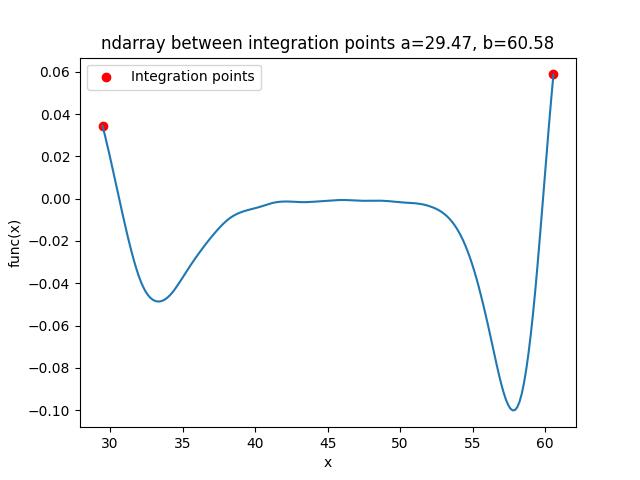 ndarray between integration points a=29.47, b=60.58
Integration points
0.06
0.04
0.02
0.00
−0.02
−0.04
−0.06
−0.08
−0.10
func(x)
30 35 40 45 50 55 60
x